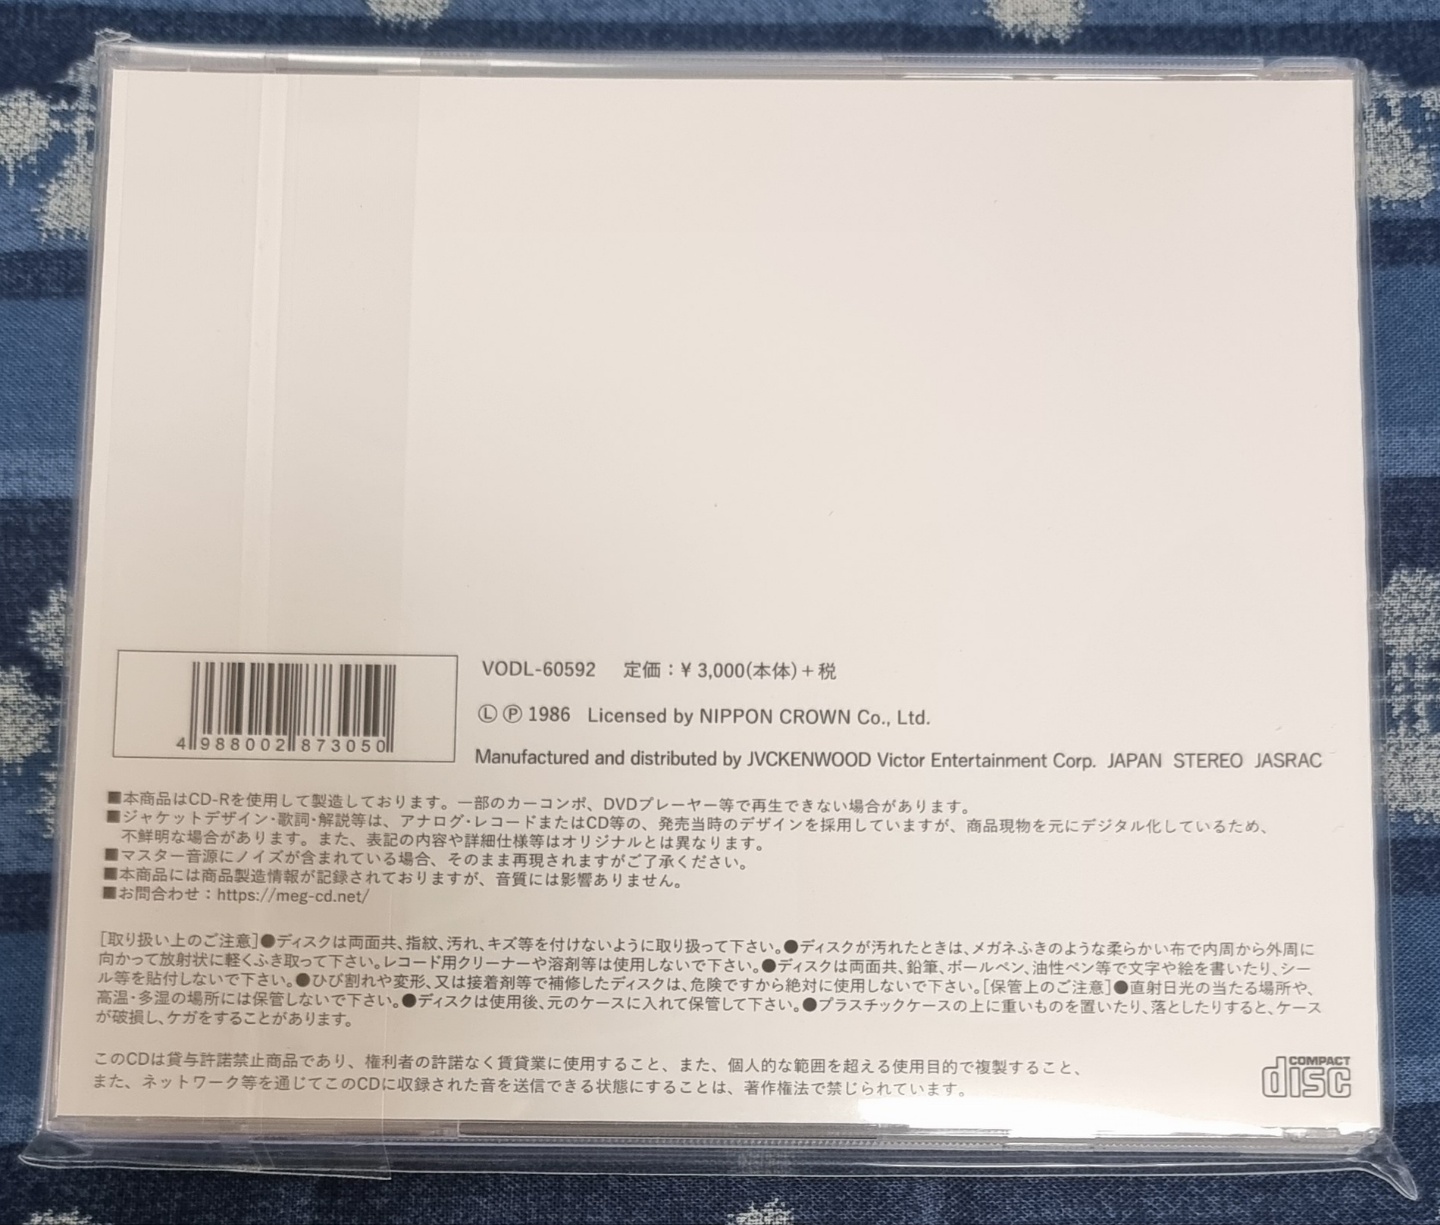 VODL-60592 定価：¥ 3,000(本体)＋税
Ⓛ Ⓟ 1986 Licensed by NIPPON CROWN Co., Ltd.
4 988002 873050
Manufactured and distributed by JVCKENWOOD Victor Entertainment Corp. JAPAN STEREO JASRAC
■本商品はCD-Rを使用して製造しております。一部のカーコンポ、DVDプレーヤー等で再生できない場合があります。
■ジャケットデザイン・歌詞・解説等は、アナログ・レコードまたはCD等の、発売当時のデザインを採用していますが、商品現物を元にデジタル化しているため、
不鮮明な場合があります。また、表記の内容や詳細仕様等はオリジナルとは異なります。
■マスター音源にノイズが含まれている場合、そのまま再現されますがご了承ください。
■本商品には商品製造情報が記録されておりますが、音質には影響ありません。
■お問合わせ：https://meg-cd.net/
[取り扱い上のご注意]●ディスクは両面共、指紋、汚れ、キズ等を付けないように取り扱って下さい。●ディスクが汚れたときは、メガネふきのような柔らかい布で内周から外周に
向かって放射状に軽くふき取って下さい。レコード用クリーナーや溶剤等は使用しないで下さい。●ディスクは両面共、鉛筆、ボールペン、油性ペン等で文字や絵を書いたり、シー
ル等を貼付しないで下さい。●ひび割れや変形、又は接着剤等で補修したディスクは、危険ですから絶対に使用しないで下さい。[保管上のご注意]●直射日光の当たる場所や、
高温・多湿の場所には保管しないで下さい。●ディスクは使用後、元のケースに入れて保管して下さい。●プラスチックケースの上に重いものを置いたり、落としたりすると、ケース
が破損し、ケガをすることがあります。
このCDは貸与許諾禁止商品であり、権利者の許諾なく賃貸業に使用すること、また、個人的な範囲を超える使用目的で複製すること、
また、ネットワーク等を通じてこのCDに収録された音を送信できる状態にすることは、著作権法で禁じられています。
COMPACT
disc